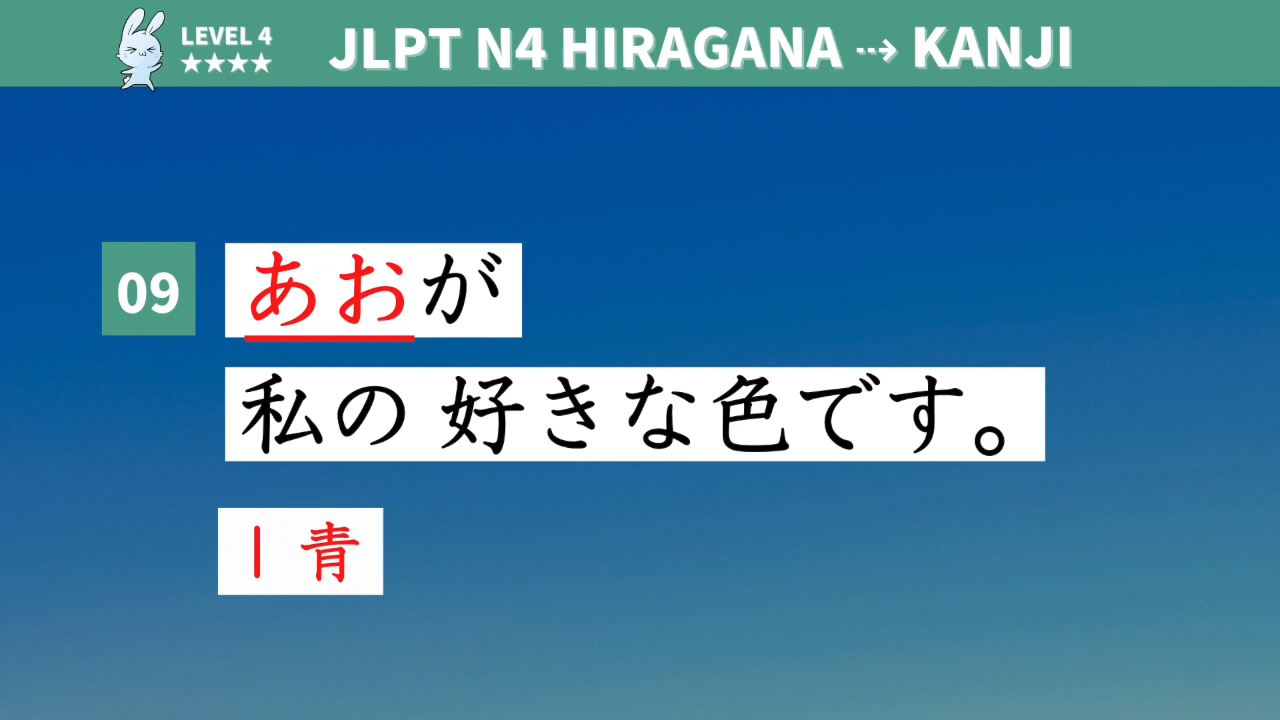 LEVEL 4
★★★★
JLPT N4 HIRAGANA ⇢ KANJI
09
あおが
私の 好きな色です。
1 青